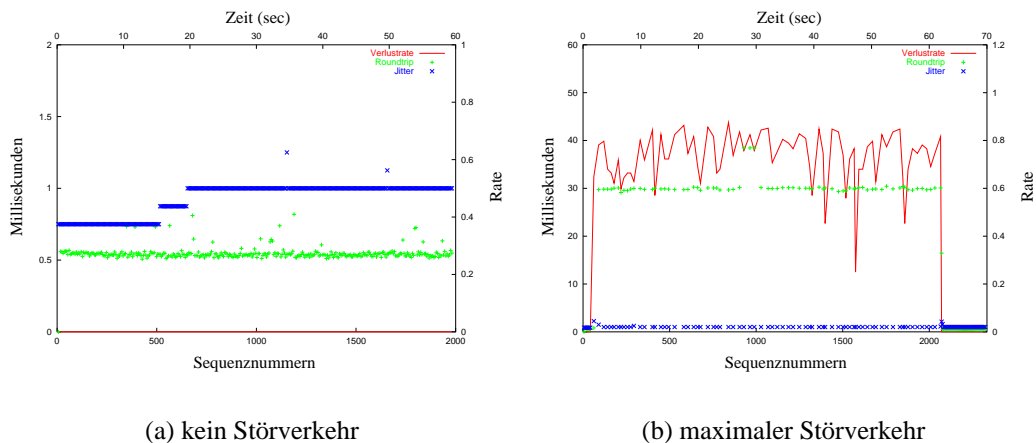 Zeit (sec)
0 10 20 30 40 50 60
2
1.5
1
0.5
0
1
0.8
0.6
0.4
0.2
0
Verlustrate
Roundtrip
Jitter
Millisekunden
Rate
0 500 1000 1500 2000
Sequenznummern
(a) kein Störverkehr
Zeit (sec)
0 10 20 30 40 50 60 70
60
50
40
30
20
10
0
1.2
1
0.8
0.6
0.4
0.2
0
Verlustrate
Roundtrip
Jitter
Millisekunden
Rate
0 500 1000 1500 2000
Sequenznummern
(b) maximaler Störverkehr